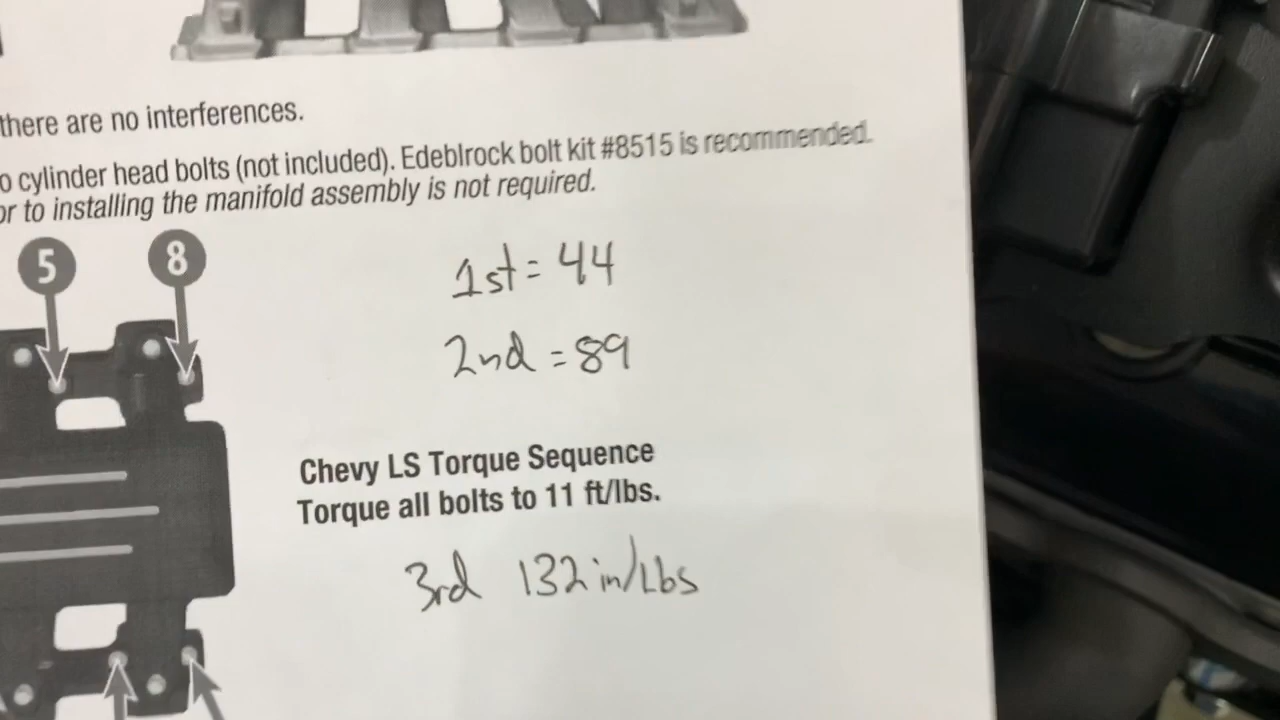 there are no interferences.
o cylinder head bolts (not included). Edeblrock bolt kit #8515 is recommended.
or to installing the manifold assembly is not required.
5 8
1st = 44
2nd = 89
Chevy LS Torque Sequence
Torque all bolts to 11 ft/lbs.
3rd 132 in/Lbs